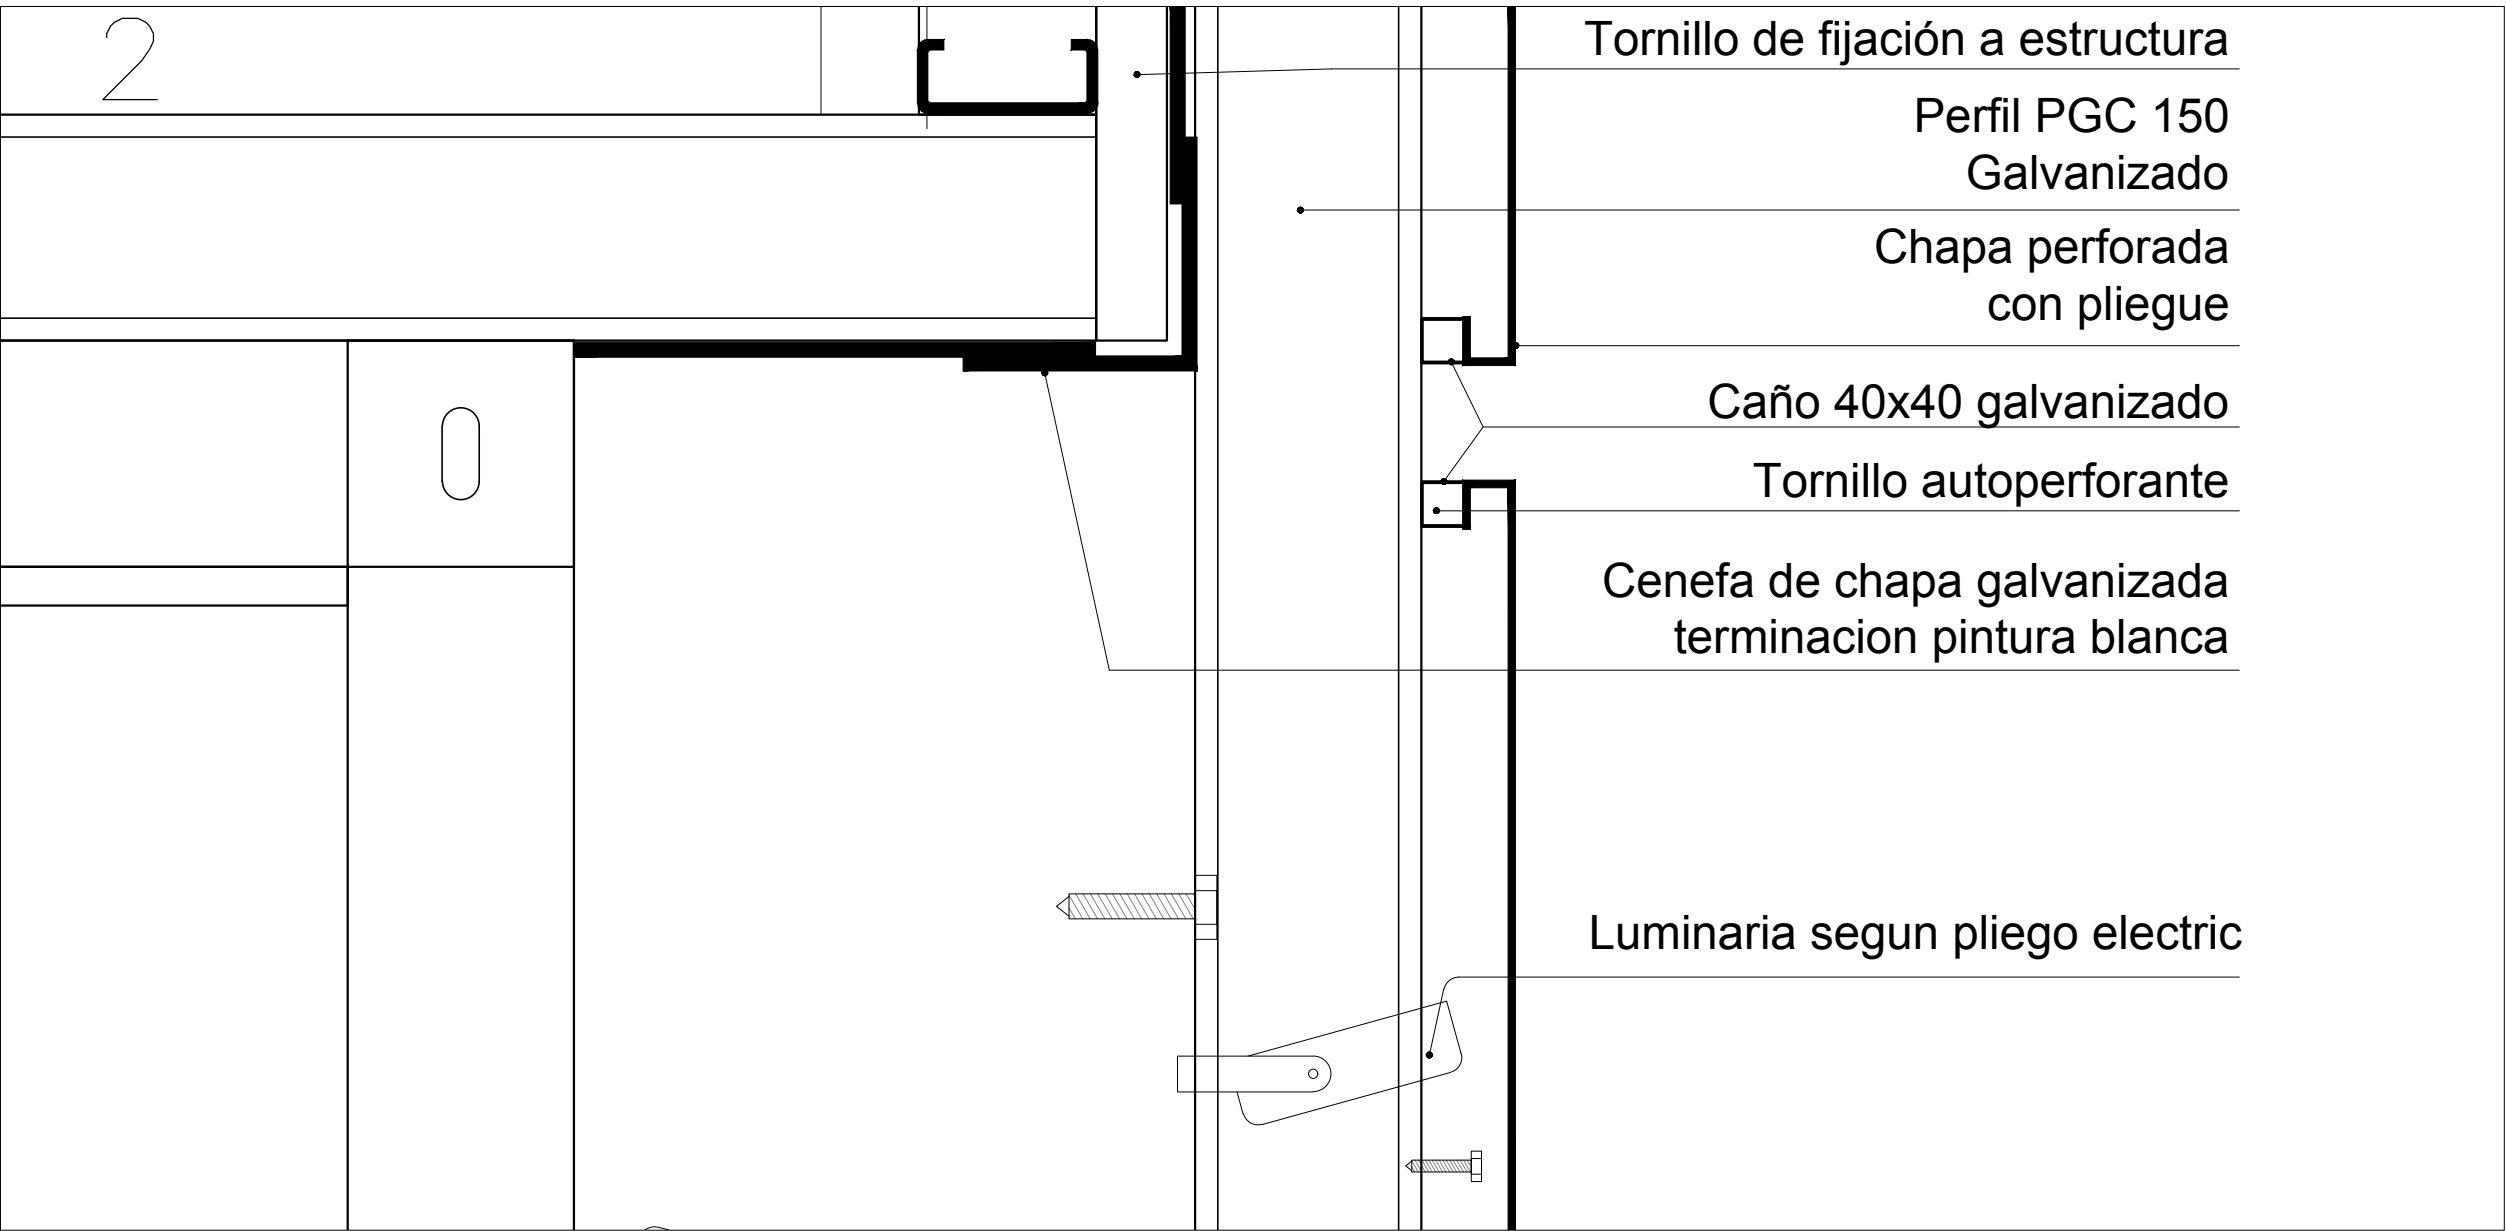 2
Tornillo de fijación a estructura
Perfil PGC 150
Galvanizado
Chapa perforada
con pliegue
Caño 40x40 galvanizado
Tornillo autoperforante
Cenefa de chapa galvanizada
terminacion pintura blanca
Luminaria segun pliego electric